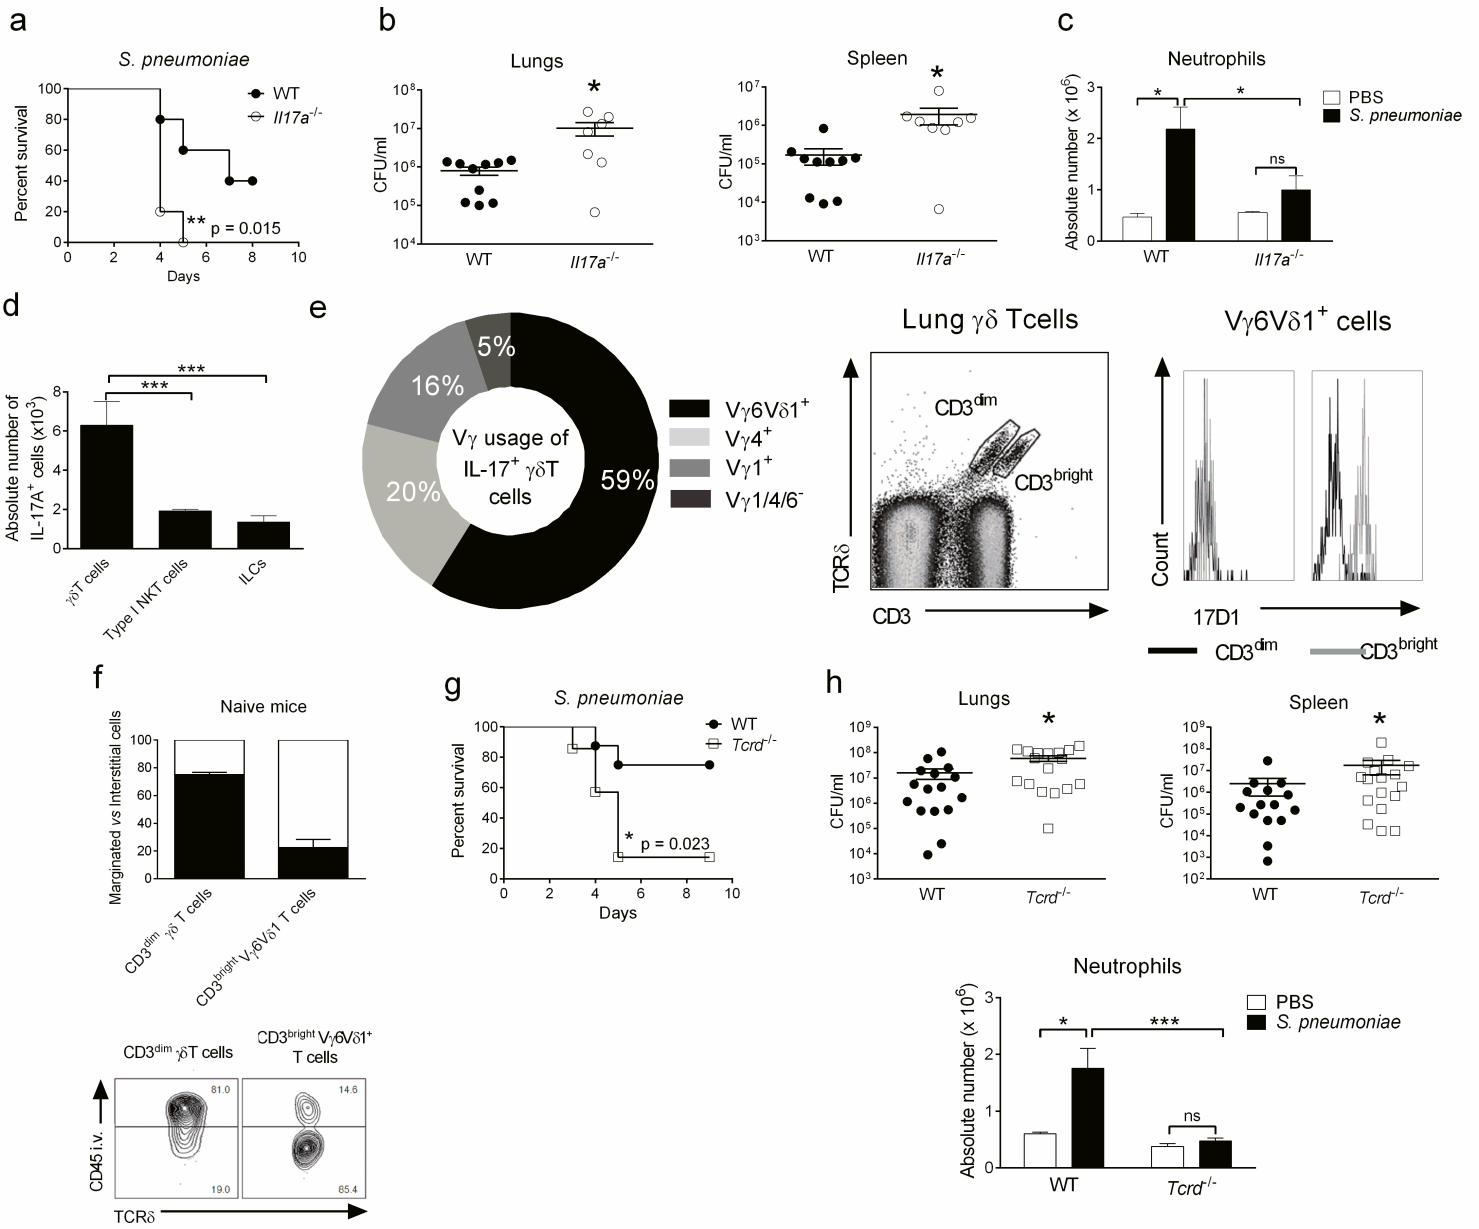 a
S. pneumoniae
Percent survival
100
80
60
40
20
0
0 2 4 6 8 10
Days
WT
Il17a-/-
** p = 0.015
b
Lungs
*
CFU/ml
10^8
10^7
10^6
10^5
10^4
WT Il17a-/-
Spleen
*
CFU/ml
10^7
10^6
10^5
10^4
10^3
WT Il17a-/-
c
Neutrophils
Absolute number (x 10^6)
3
2
1
0
* *
ns
PBS
S. pneumoniae
WT Il17a-/-
d
Absolute number of
IL-17A+ cells (x10^3)
8
6
4
2
0
***
***
γδT cells
Type I NKT cells
ILCs
e
5%
16%
20%
59%
Vγ usage of
IL-17+ γδT
cells
Vγ6Vδ1+
Vγ4+
Vγ1+
Vγ1/4/6-
Lung γδ Tcells
CD3dim
CD3bright
TCRδ
CD3
Vγ6Vδ1+ cells
Count
17D1
CD3dim CD3bright
f
Naive mice
Marginated vs Interstitial cells
100
80
60
40
20
0
CD3dim γδ T cells
CD3bright Vγ6Vδ1 T cells
CD3dim γδT cells
CD3bright Vγ6Vδ1+
T cells
81.0
19.0
14.6
85.4
CD45 i.v.
TCRδ
g
S. pneumoniae
Percent survival
100
80
60
40
20
0
0 2 4 6 8 10
Days
WT
Tcrd-/-
* p = 0.023
h
Lungs
*
CFU/ml
10^9
10^8
10^7
10^6
10^5
10^4
10^3
WT Tcrd-/-
Spleen
*
CFU/ml
10^9
10^8
10^7
10^6
10^5
10^4
10^3
10^2
WT Tcrd-/-
Neutrophils
Absolute number (x 10^6)
3
2
1
0
* ***
ns
PBS
S. pneumoniae
WT Tcrd-/-